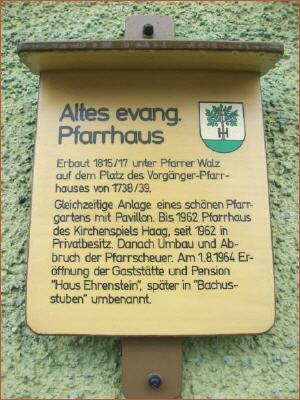 Altes evang.
Pfarrhaus
Erbaut 1815/17 unter Pfarrer Walz
auf dem Platz des Vorgänger-Pfarr-
hauses von 1738/39.
Gleichzeitige Anlage eines schönen Pfarr-
gartens mit Pavillon. Bis 1962 Pfarrhaus
des Kirchenspiels Haag, seit 1962 in
Privatbesitz. Danach Umbau und Ab-
bruch der Pfarrscheuer. Am 1.8.1964 Er-
öffnung der Gaststätte und Pension
"Haus Ehrenstein", später in "Bachus-
stuben" umbenannt.